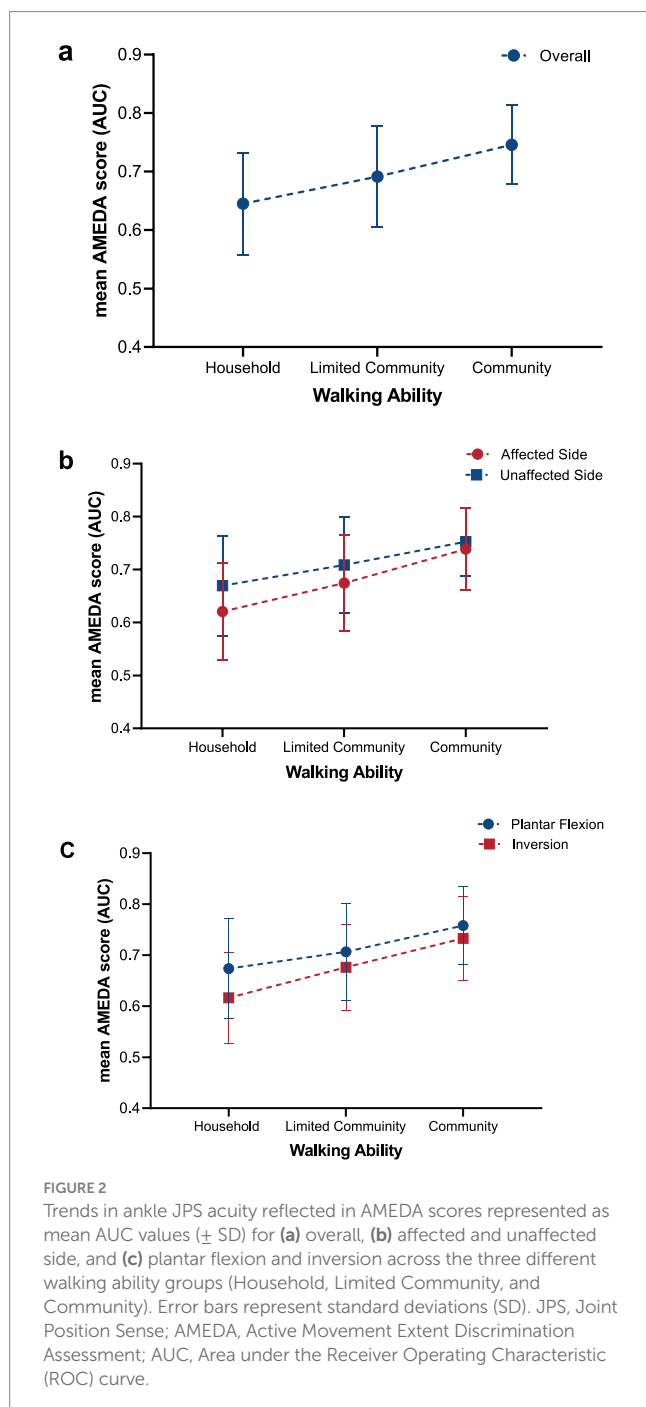 a
Overall
0.9
0.8
0.7
0.6
0.5
0.4
mean AMEDA score (AUC)
Household Limited Community Community
Walking Ability
b
Affected Side
Unaffected Side
0.9
0.8
0.7
0.6
0.5
0.4
mean AMEDA score (AUC)
Household Limited Community Community
Walking Ability
c
Plantar Flexion
Inversion
0.9
0.8
0.7
0.6
0.5
0.4
mean AMEDA score (AUC)
Household Limited Commuinity Community
Walking Ability
FIGURE 2
Trends in ankle JPS acuity reflected in AMEDA scores represented as
mean AUC values (± SD) for (a) overall, (b) affected and unaffected
side, and (c) plantar flexion and inversion across the three different
walking ability groups (Household, Limited Community, and
Community). Error bars represent standard deviations (SD). JPS, Joint
Position Sense; AMEDA, Active Movement Extent Discrimination
Assessment; AUC, Area under the Receiver Operating Characteristic
(ROC) curve.